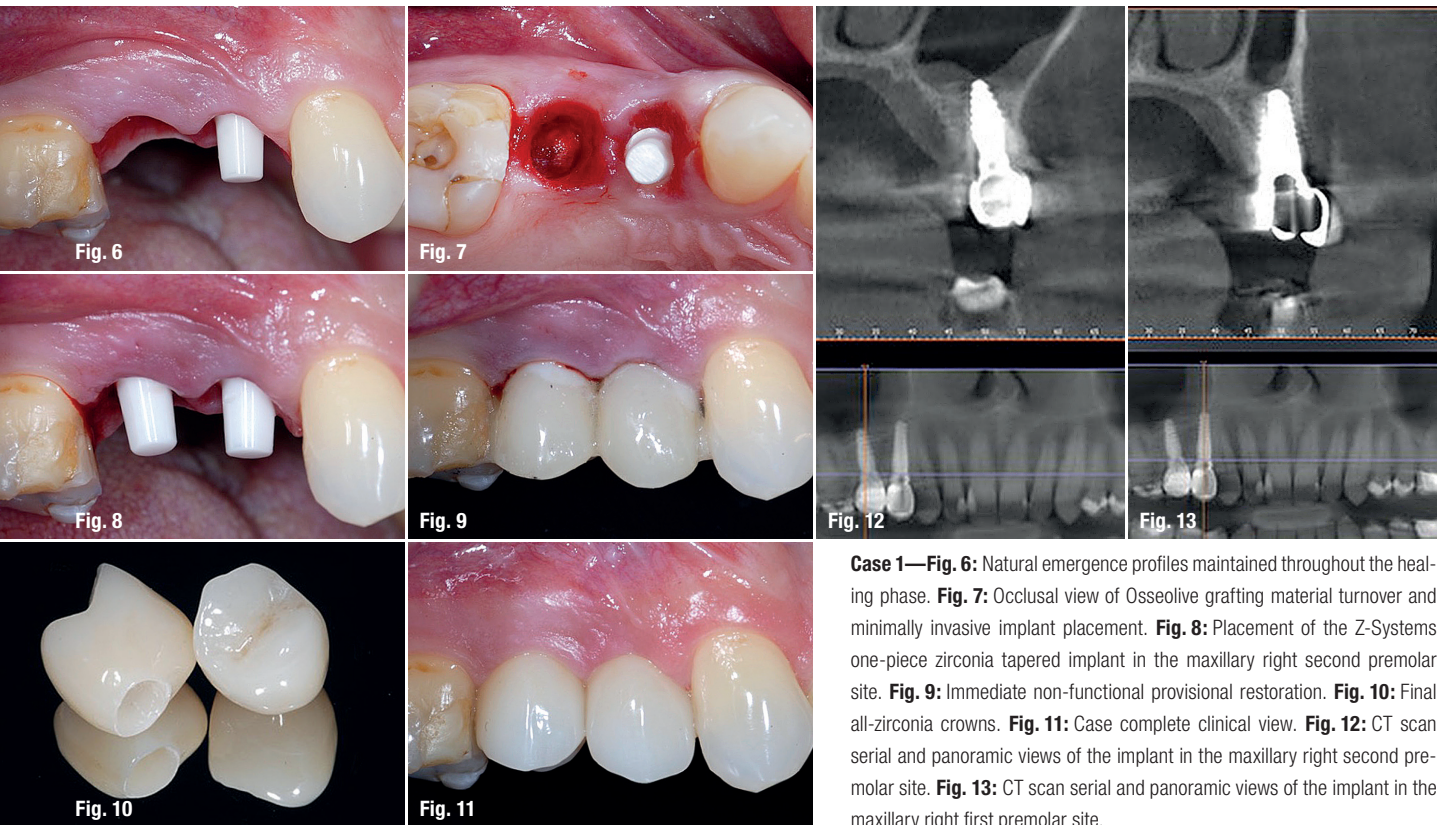 Fig. 6
Fig. 7
Fig. 8
Fig. 9
Fig. 12
Fig. 13
Fig. 10
Fig. 11
Case 1—Fig. 6: Natural emergence profiles maintained throughout the heal-
ing phase. Fig. 7: Occlusal view of Osseolive grafting material turnover and
minimally invasive implant placement. Fig. 8: Placement of the Z-Systems
one-piece zirconia tapered implant in the maxillary right second premolar
site. Fig. 9: Immediate non-functional provisional restoration. Fig. 10: Final
all-zirconia crowns. Fig. 11: Case complete clinical view. Fig. 12: CT scan
serial and panoramic views of the implant in the maxillary right second pre-
molar site. Fig. 13: CT scan serial and panoramic views of the implant in the
maxillary right first premolar site.